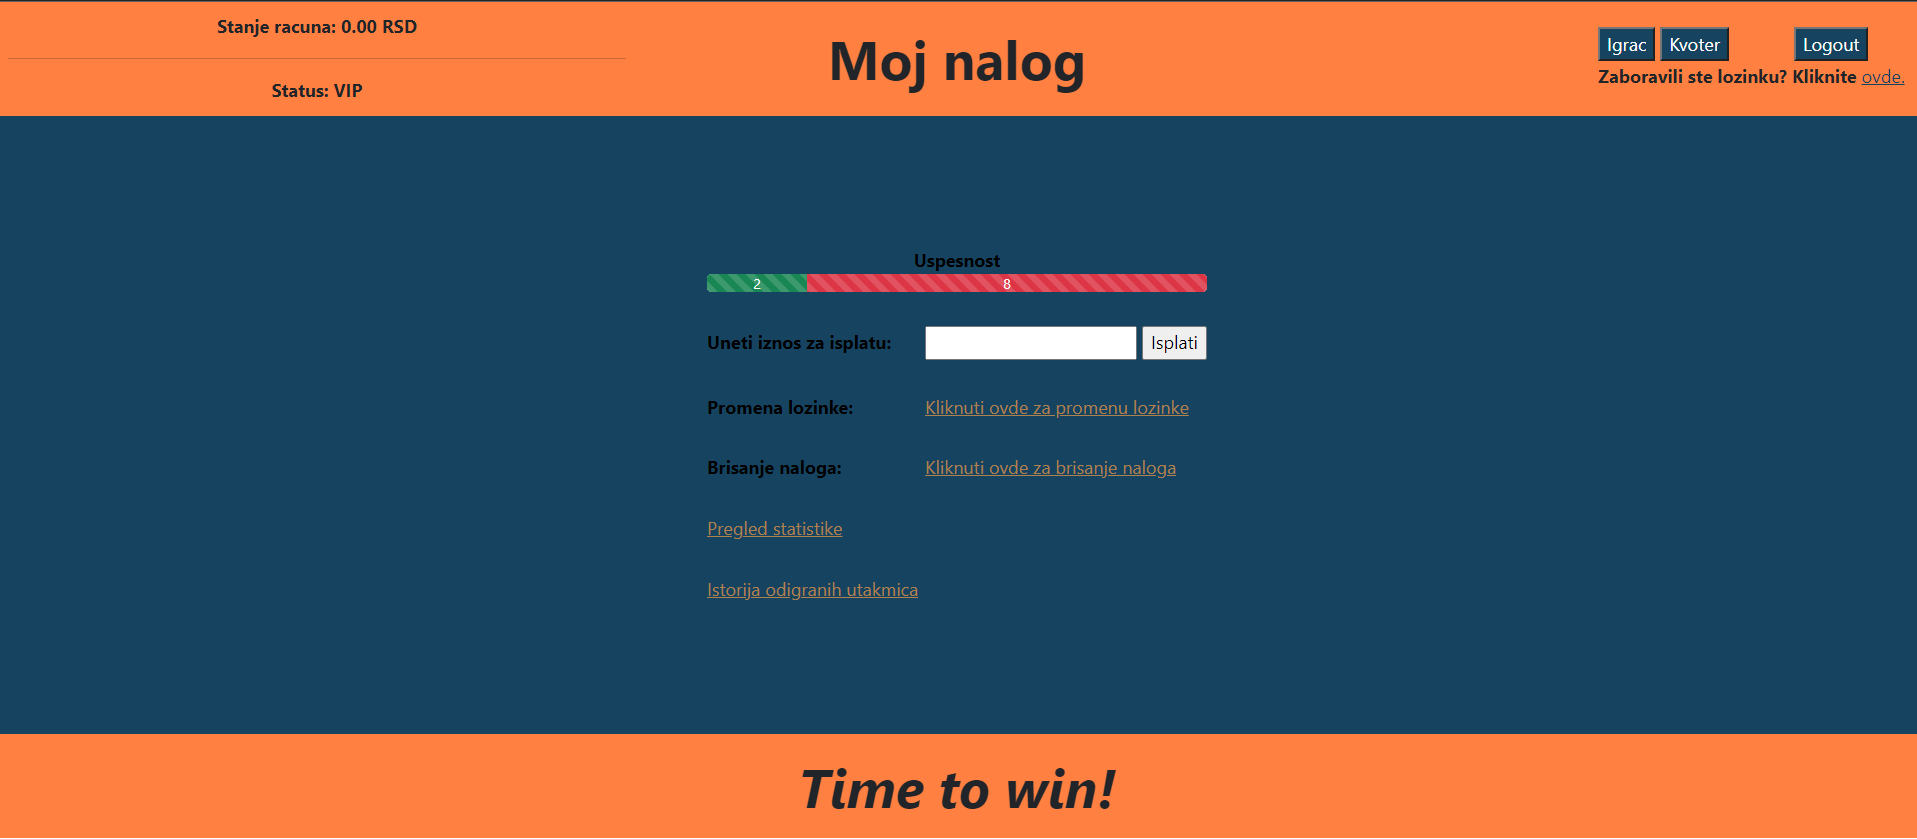 Stanje racuna: 0.00 RSD
Status: VIP
Moj nalog
Igrac Kvoter Logout
Zaboravili ste lozinku? Kliknite ovde.
Uspesnost
2 8
Uneti iznos za isplatu: Isplati
Promena lozinke: Kliknuti ovde za promenu lozinke
Brisanje naloga: Kliknuti ovde za brisanje naloga
Pregled statistike
Istorija odigranih utakmica
Time to win!